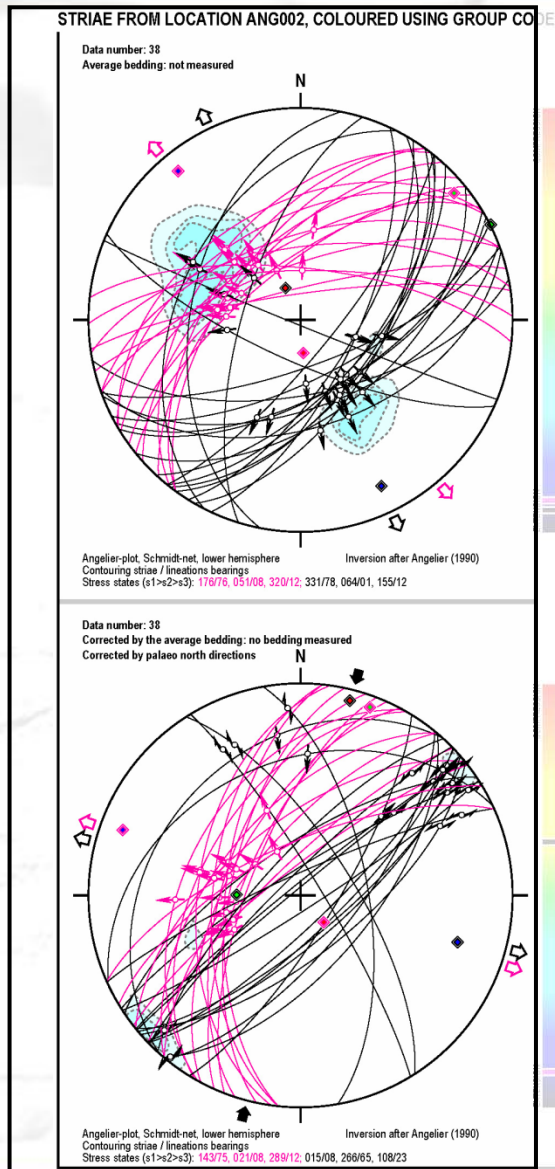 STRIAE FROM LOCATION ANG002, COLOURED USING GROUP CODE
Data number: 38
Average bedding: not measured
N
Angelier-plot, Schmidt-net, lower hemisphere Inversion after Angelier (1990)
Contouring striae / lineations bearings
Stress states (s1>s2>s3): 176/76, 051/08, 320/12; 331/78, 064/01, 155/12
Data number: 38
Corrected by the average bedding: no bedding measured
Corrected by palaeo north directions
N
Angelier-plot, Schmidt-net, lower hemisphere Inversion after Angelier (1990)
Contouring striae / lineations bearings
Stress states (s1>s2>s3): 143/75, 021/08, 289/12; 015/08, 266/65, 108/23